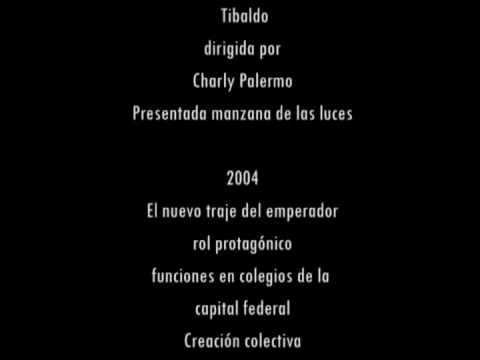 Tibaldo
dirigida por
Charly Palermo
Presentada manzana de las luces
2004
El nuevo traje del emperador
rol protagónico
funciones en colegios de la
capital federal
Creación colectiva